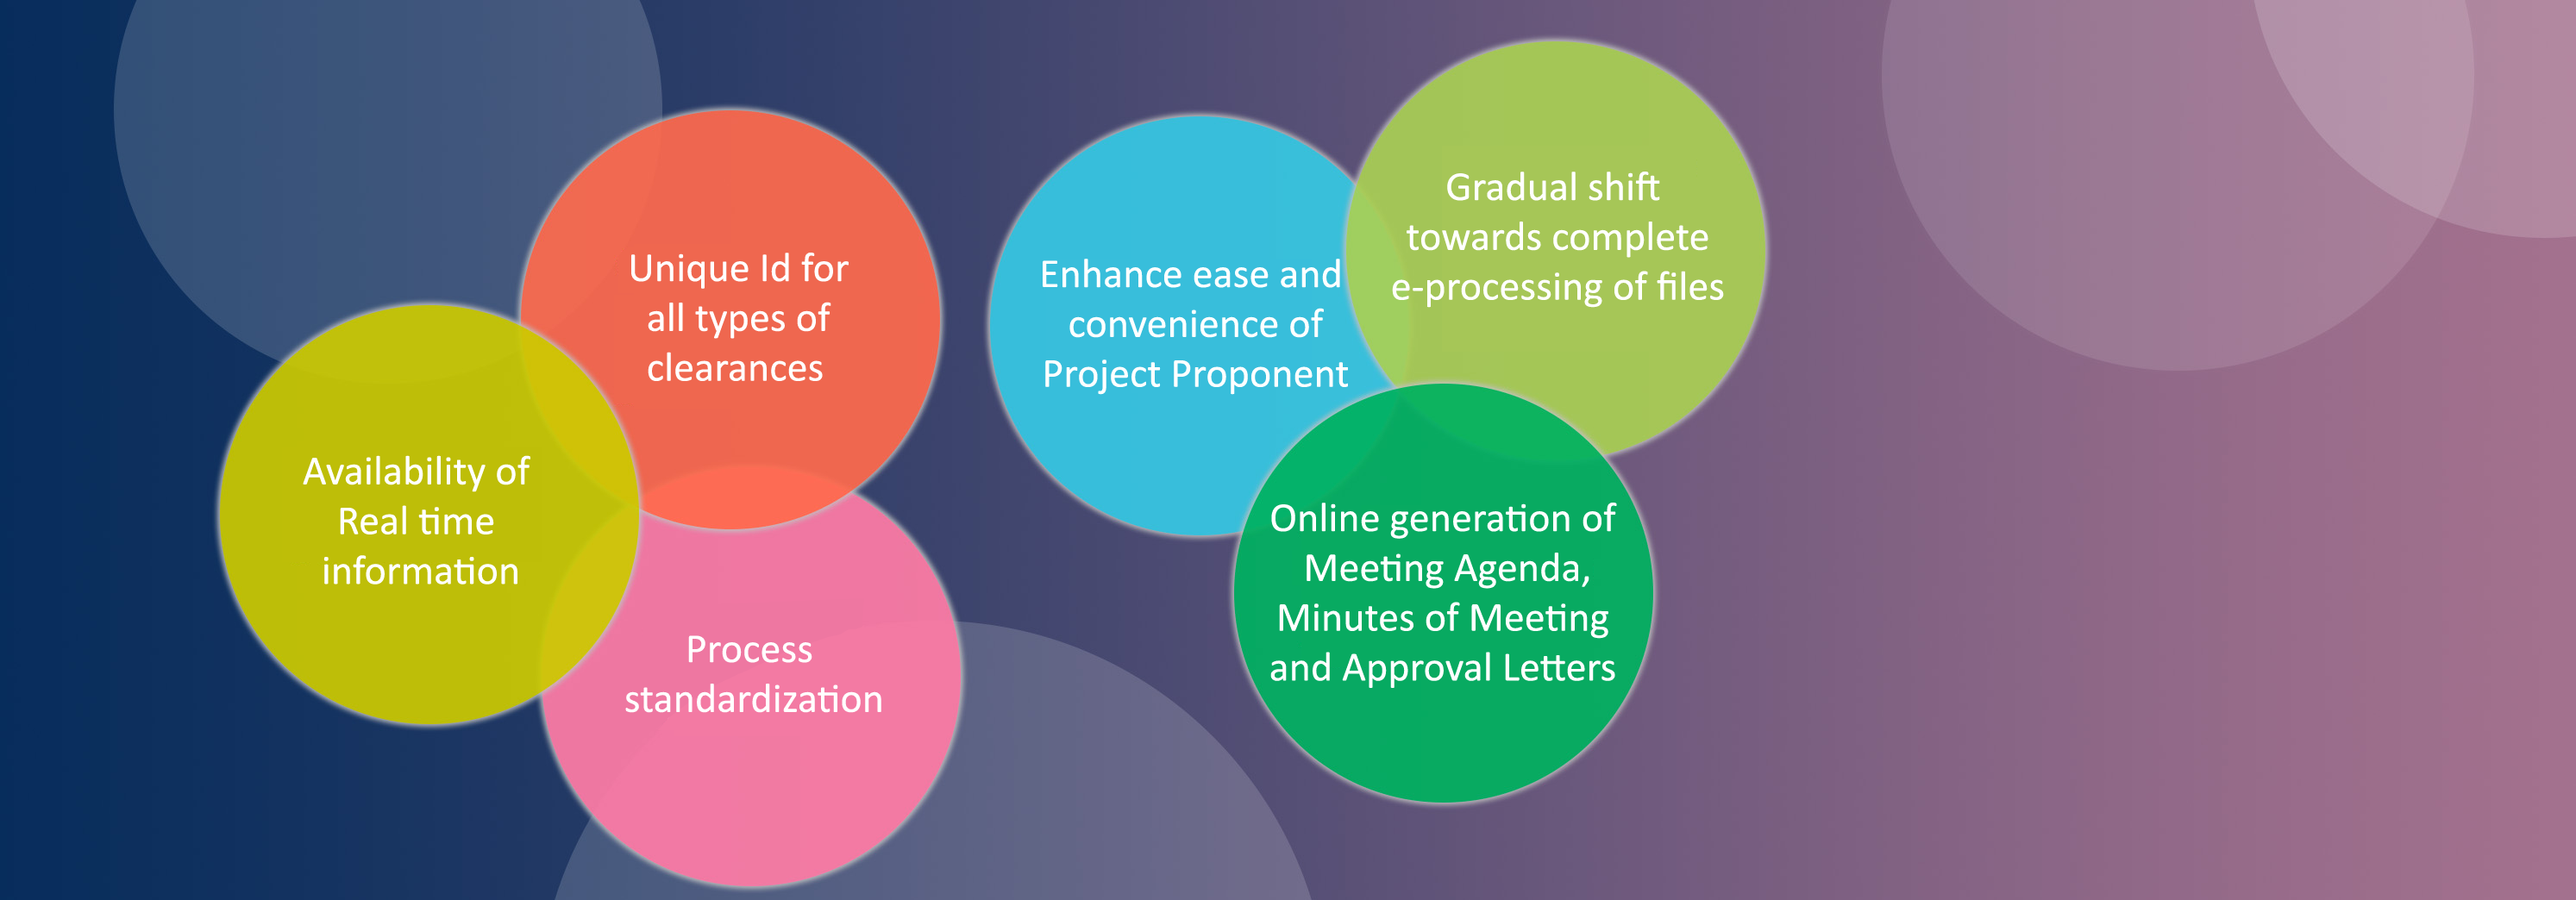 Unique Id for
all types of
clearances
Availability of
Real time
information
Process
standardization
Enhance ease and
convenience of
Project Proponent
Gradual shift
towards complete
e-processing of files
Online generation of
Meeting Agenda,
Minutes of Meeting
and Approval Letters